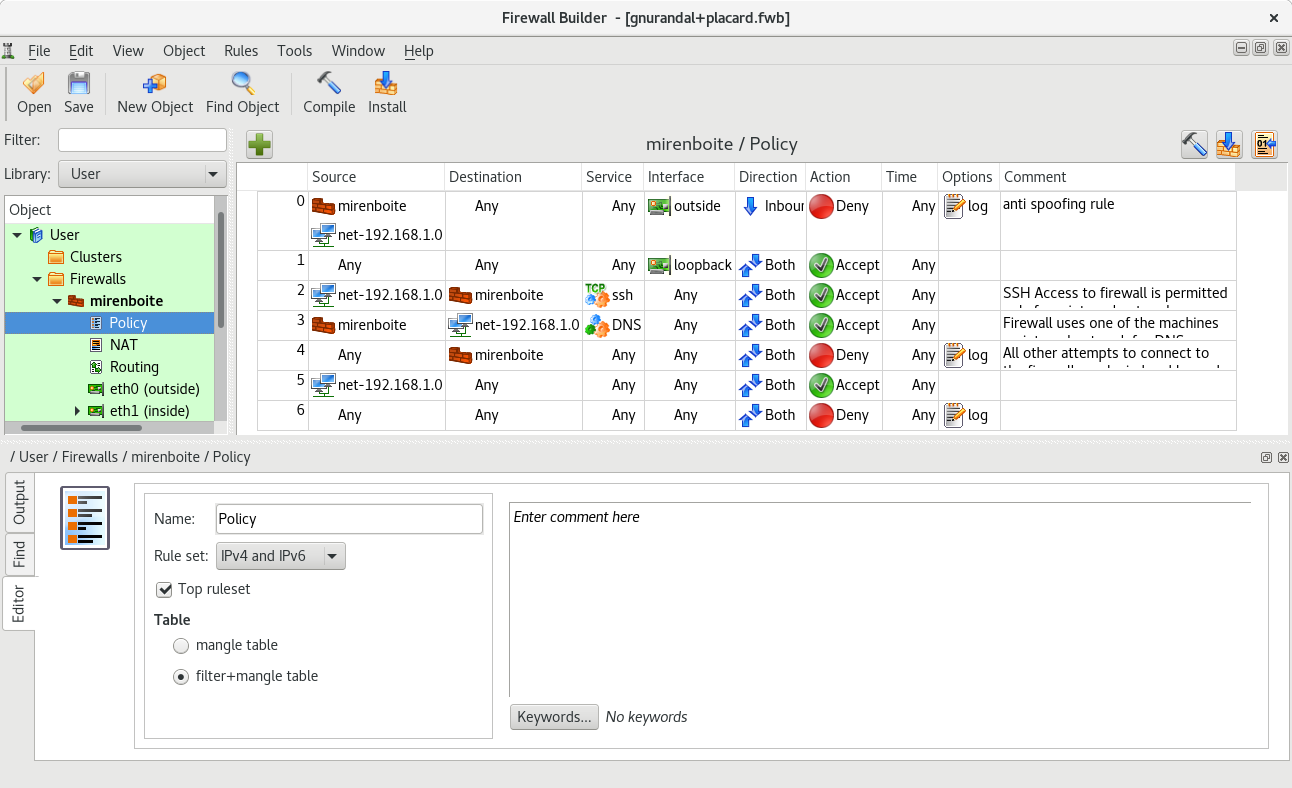 Firewall Builder - [gnurandal+placard.fwb]
File Edit View Object Rules Tools Window Help
Open Save New Object Find Object Compile Install
Filter:
Library: User
Object
User
Clusters
Firewalls
mirenboite
Policy
NAT
Routing
eth0 (outside)
eth1 (inside)
mirenboite / Policy
Source Destination Service Interface Direction Action Time Options Comment
0 mirenboite Any Any outside Inbour Deny Any log anti spoofing rule
net-192.168.1.0
1 Any Any Any loopback Both Accept Any
2 net-192.168.1.0 mirenboite TCP ssh Any Both Accept Any SSH Access to firewall is permitted
3 mirenboite net-192.168.1.0 DNS Any Both Accept Any Firewall uses one of the machines
4 Any mirenboite Any Any Both Deny Any log All other attempts to connect to
5 net-192.168.1.0 Any Any Any Both Accept Any
6 Any Any Any Any Both Deny Any log
/ User / Firewalls / mirenboite / Policy
Output
Find
Editor
Name: Policy
Rule set: IPv4 and IPv6
Top ruleset
Table
mangle table
filter+mangle table
Enter comment here
Keywords... No keywords